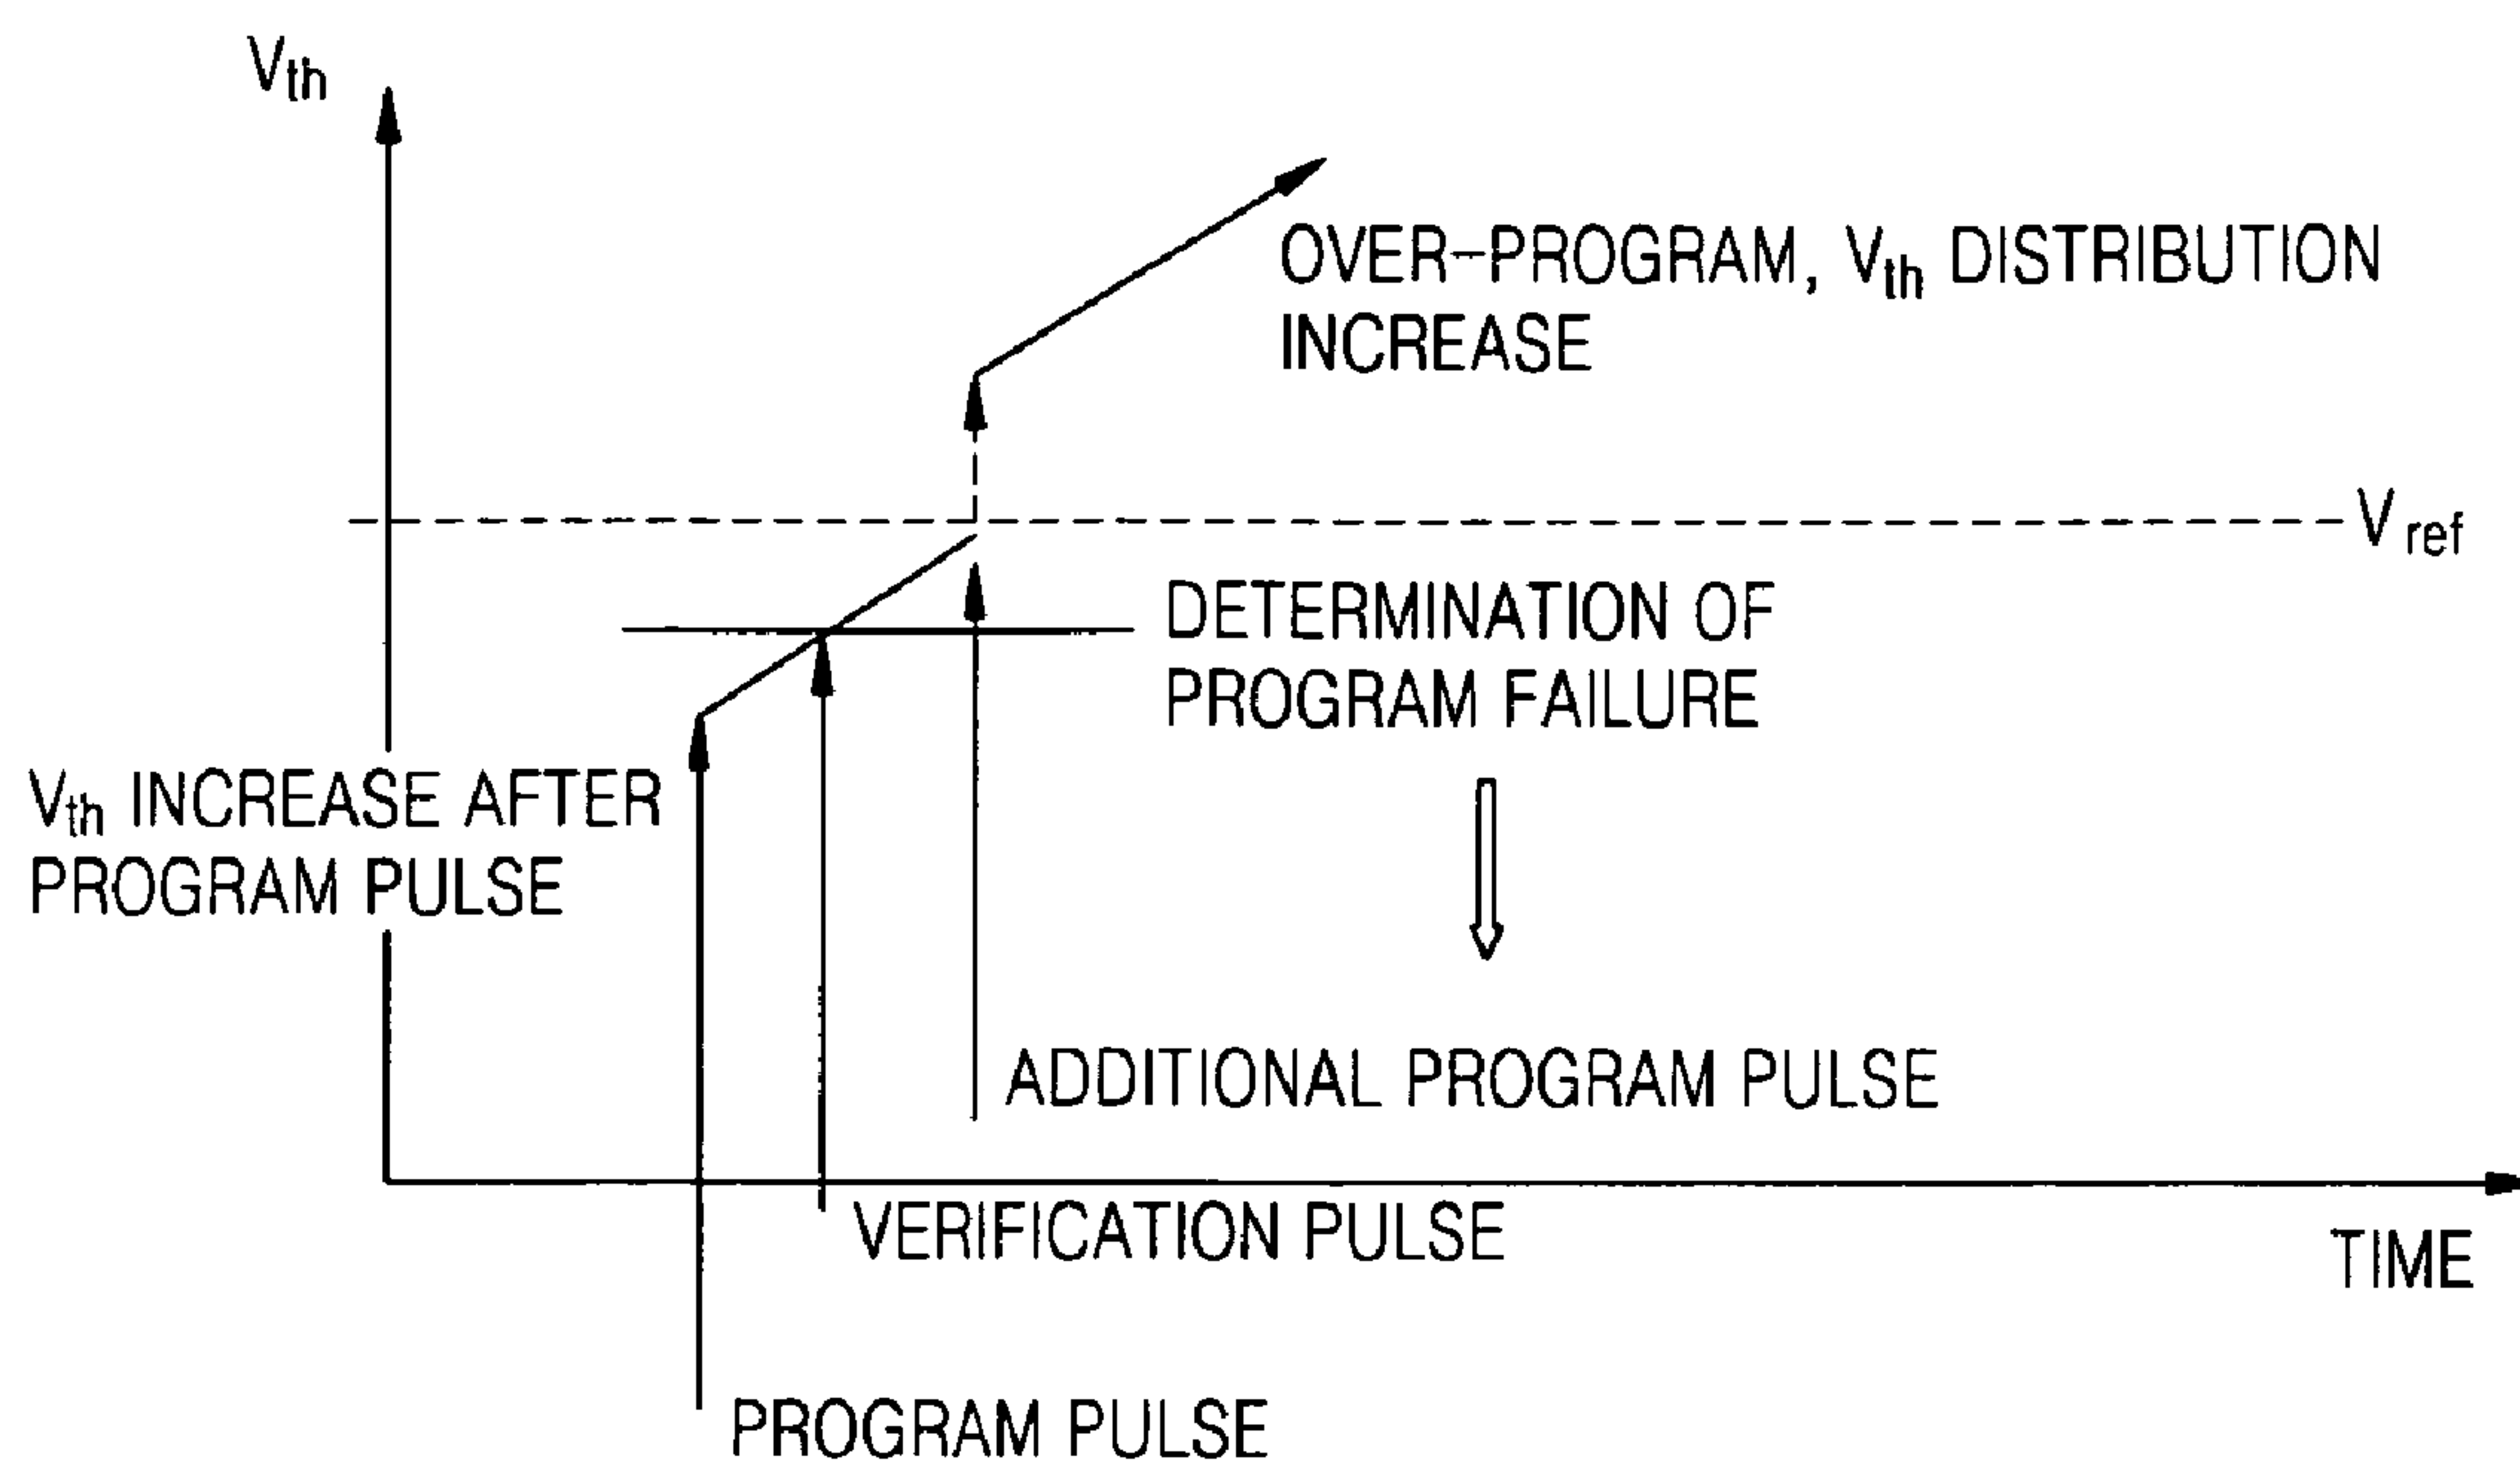 Vth
OVER-PROGRAM, Vth DISTRIBUTION
INCREASE
Vref
DETERMINATION OF
PROGRAM FAILURE
Vth INCREASE AFTER
PROGRAM PULSE
ADDITIONAL PROGRAM PULSE
VERIFICATION PULSE
TIME
PROGRAM PULSE